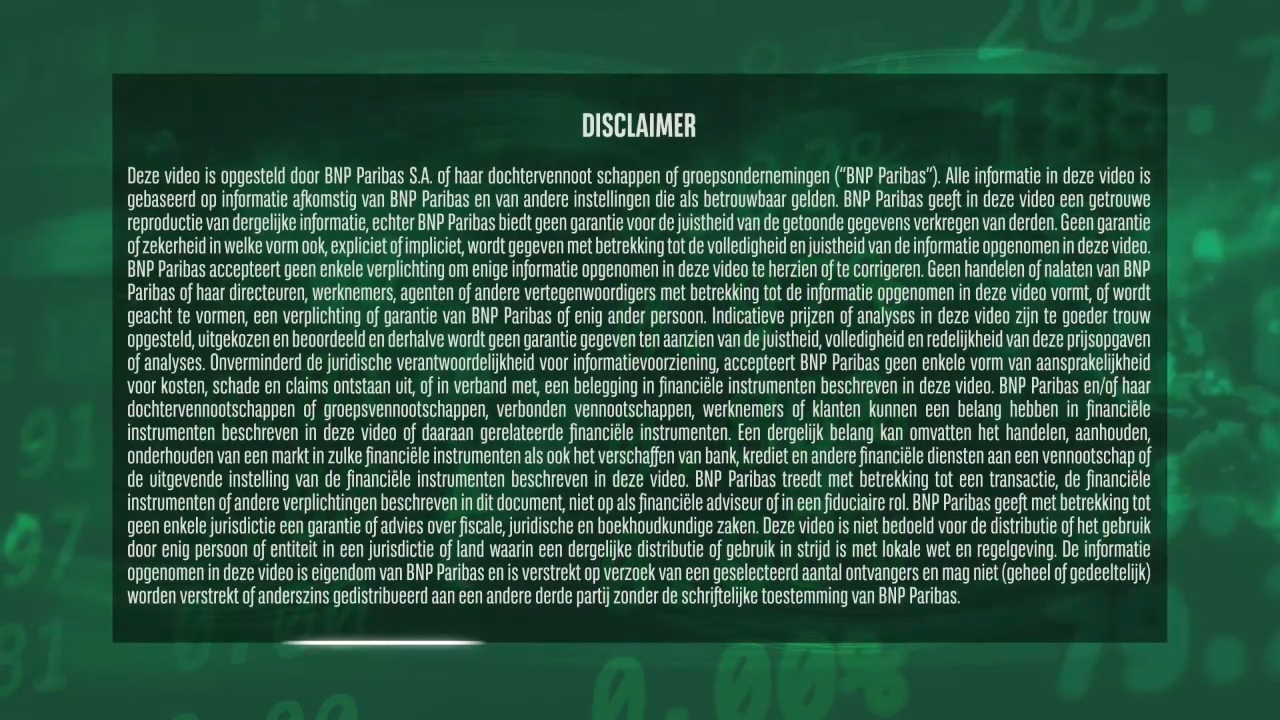 DISCLAIMER
Deze video is opgesteld door BNP Paribas S.A. of haar dochtervennoot schappen of groepsondernemingen (“BNP Paribas”). Alle informatie in deze video is
gebaseerd op informatie afkomstig van BNP Paribas en van andere instellingen die als betrouwbaar gelden. BNP Paribas geeft in deze video een getrouwe
reproductie van dergelijke informatie, echter BNP Paribas biedt geen garantie voor de juistheid van de getoonde gegevens verkregen van derden. Geen garantie
of zekerheid in welke vorm ook, expliciet of impliciet, wordt gegeven met betrekking tot de volledigheid en juistheid van de informatie opgenomen in deze video.
BNP Paribas accepteert geen enkele verplichting om enige informatie opgenomen in deze video te herzien of te corrigeren. Geen handelen of nalaten van BNP
Paribas of haar directeuren, werknemers, agenten of andere vertegenwoordigers met betrekking tot de informatie opgenomen in deze video vormt, of wordt
geacht te vormen, een verplichting of garantie van BNP Paribas of enig ander persoon. Indicatieve prijzen of analyses in deze video zijn te goeder trouw
opgesteld, uitgekozen en beoordeeld en derhalve wordt geen garantie gegeven ten aanzien van de juistheid, volledigheid en redelijkheid van deze prijsopgaven
of analyses. Onverminderd de juridische verantwoordelijkheid voor informatievoorziening, accepteert BNP Paribas geen enkele vorm van aansprakelijkheid
voor kosten, schade en claims ontstaan uit, of in verband met, een belegging in financiële instrumenten beschreven in deze video. BNP Paribas en/of haar
dochtervennootschappen of groepsvennootschappen, verbonden vennootschappen, werknemers of klanten kunnen een belang hebben in financiële
instrumenten beschreven in deze video of daaraan gerelateerde financiële instrumenten. Een dergelijk belang kan omvatten het handelen, aanhouden,
onderhouden van een markt in zulke financiële instrumenten als ook het verschaffen van bank, krediet en andere financiële diensten aan een vennootschap of
de uitgevende instelling van de financiële instrumenten beschreven in deze video. BNP Paribas treedt met betrekking tot een transactie, de financiële
instrumenten of andere verplichtingen beschreven in dit document, niet op als financiële adviseur of in een fiduciaire rol. BNP Paribas geeft met betrekking tot
geen enkele jurisdictie een garantie of advies over fiscale, juridische en boekhoudkundige zaken. Deze video is niet bedoeld voor de distributie of het gebruik
door enig persoon of entiteit in een jurisdictie of land waarin een dergelijke distributie of gebruik in strijd is met lokale wet en regelgeving. De informatie
opgenomen in deze video is eigendom van BNP Paribas en is verstrekt op verzoek van een geselecteerd aantal ontvangers en mag niet (geheel of gedeeltelijk)
worden verstrekt of anderszins gedistribueerd aan een andere derde partij zonder de schriftelijke toestemming van BNP Paribas.
91
97
81
0.00%